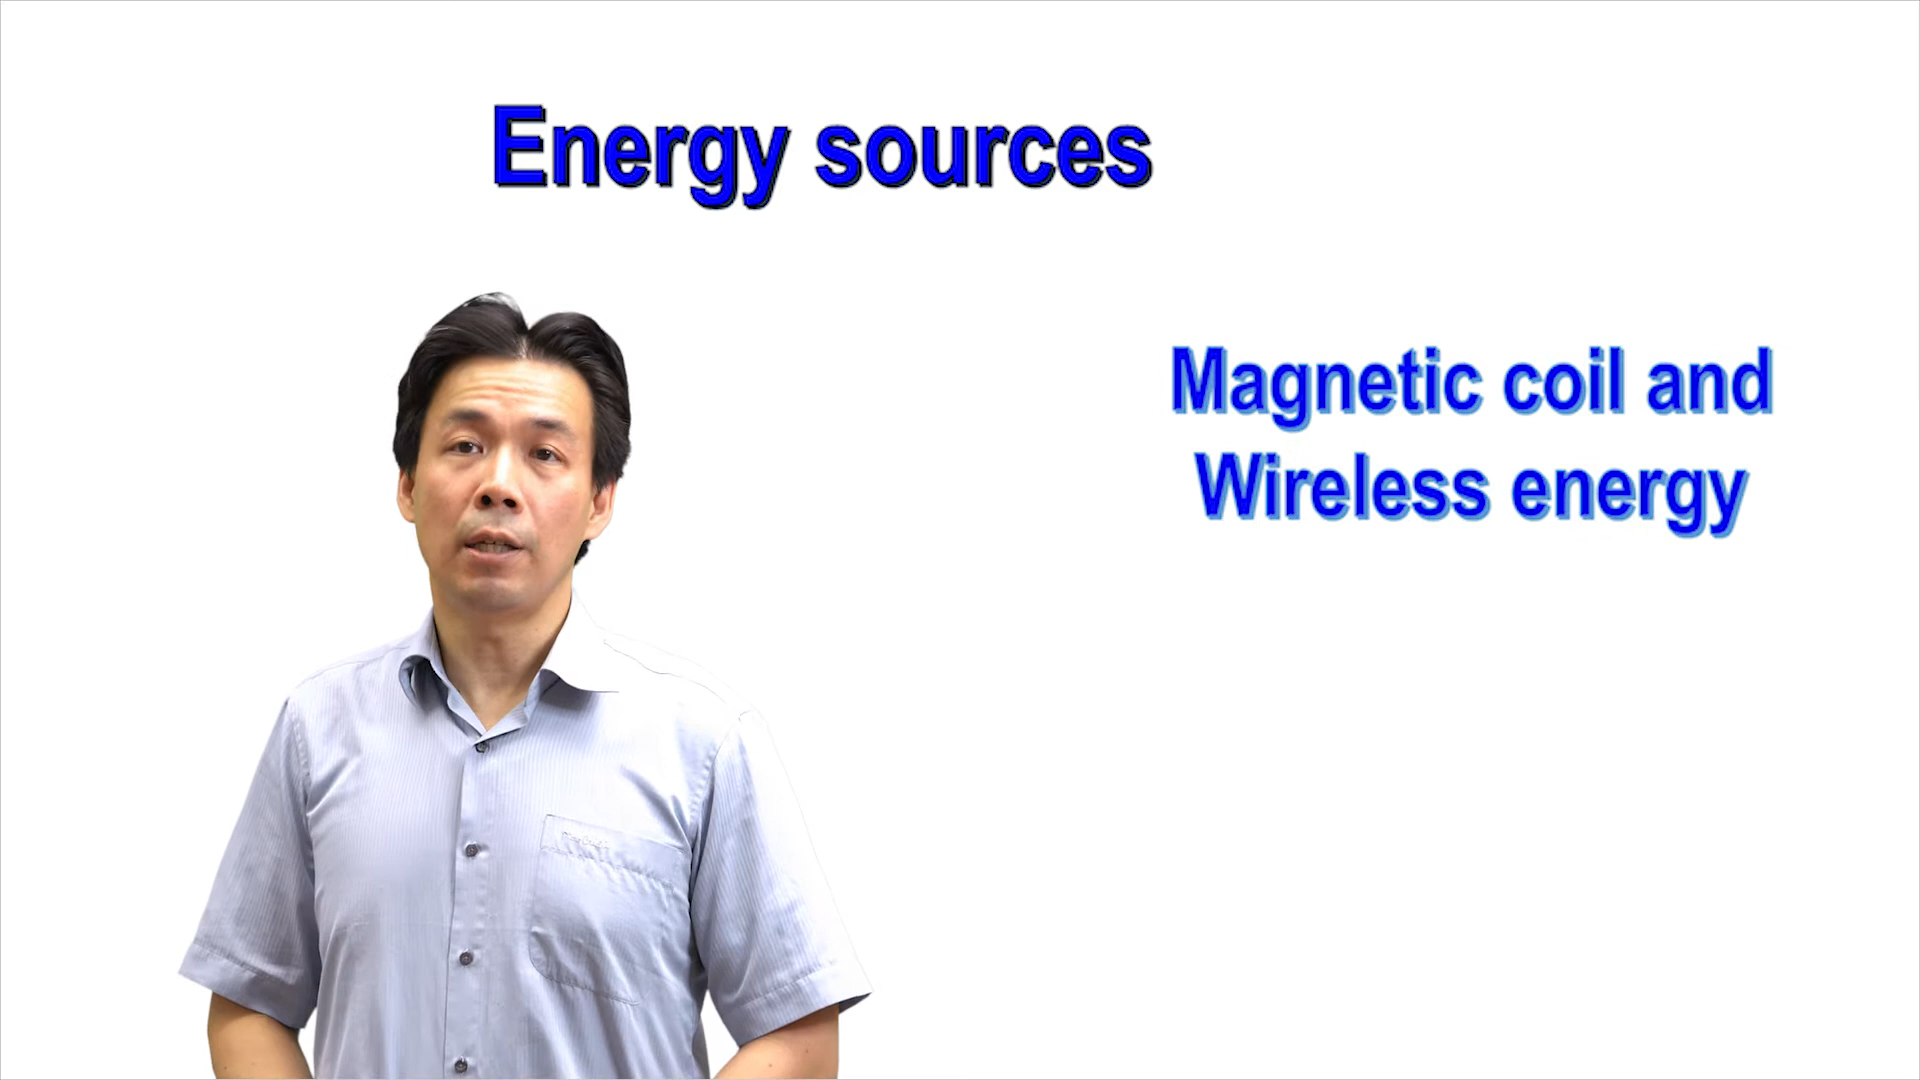 Energy sources
Magnetic coil and
Wireless energy